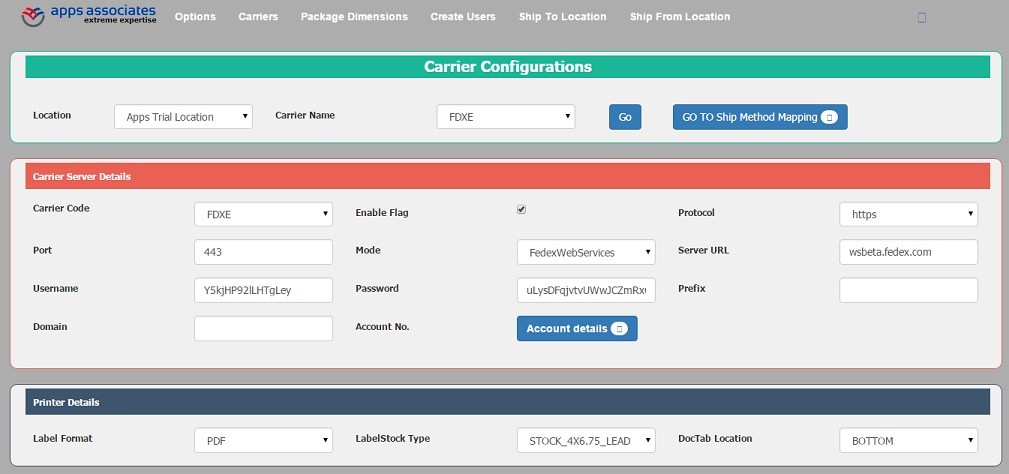 apps associates
extreme expertise
Options Carriers Package Dimensions Create Users Ship To Location Ship From Location
Carrier Configurations
Location Apps Trial Location Carrier Name FDXE Go GO TO Ship Method Mapping
Carrier Server Details
Carrier Code FDXE Enable Flag Protocol https
Port 443 Mode FedexWebServices Server URL wsbeta.fedex.com
Username Y5kjHP92lLHTgLey Password Prefix
Domain Account No. Account details
Printer Details
Label Format PDF LabelStock Type STOCK_4X6.75_LEAD DocTab Location BOTTOM